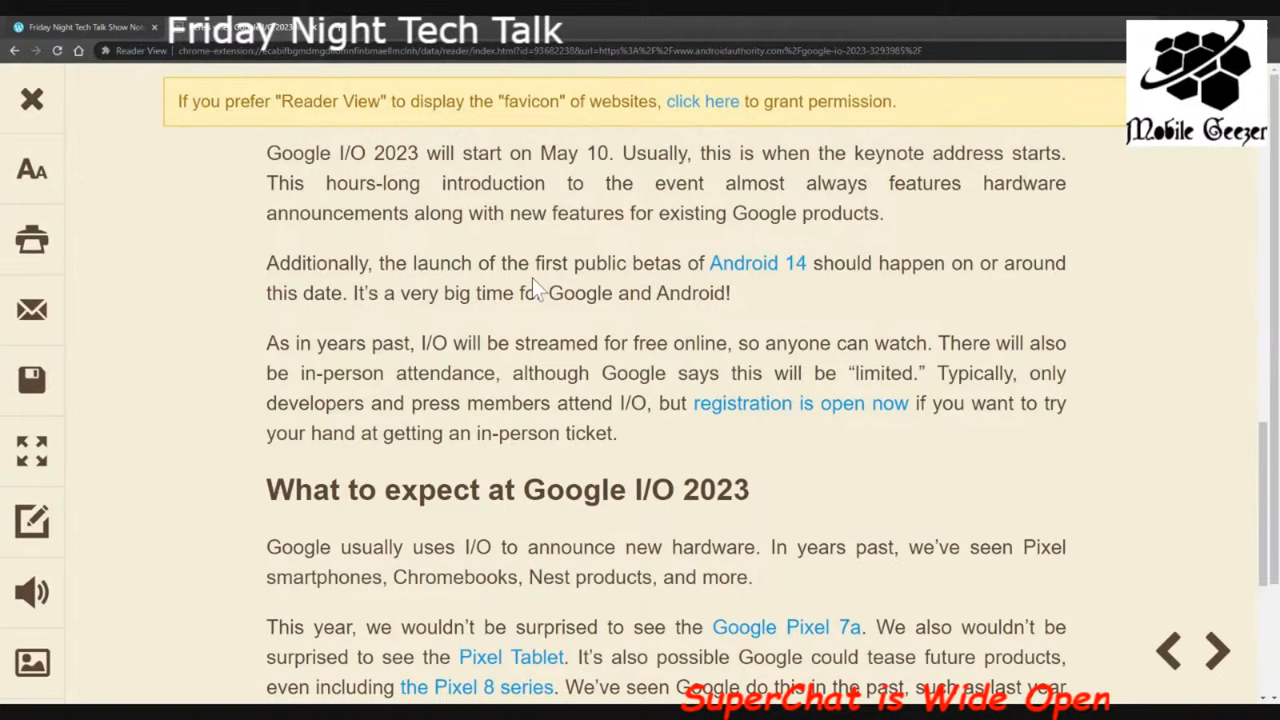 Friday Night Tech Talk
Friday Night Tech Talk Show No
Reader View
If you prefer "Reader View" to display the "favicon" of websites, click here to grant permission.
Mobile Geezer
Google I/O 2023 will start on May 10. Usually, this is when the keynote address starts.
This hours-long introduction to the event almost always features hardware
announcements along with new features for existing Google products.
Additionally, the launch of the first public betas of Android 14 should happen on or around
this date. It’s a very big time for Google and Android!
As in years past, I/O will be streamed for free online, so anyone can watch. There will also
be in-person attendance, although Google says this will be “limited.” Typically, only
developers and press members attend I/O, but registration is open now if you want to try
your hand at getting an in-person ticket.
What to expect at Google I/O 2023
Google usually uses I/O to announce new hardware. In years past, we’ve seen Pixel
smartphones, Chromebooks, Nest products, and more.
This year, we wouldn’t be surprised to see the Google Pixel 7a. We also wouldn’t be
surprised to see the Pixel Tablet. It’s also possible Google could tease future products,
even including the Pixel 8 series. We’ve seen Google do this in the past, such as last year
SuperChat is Wide Open